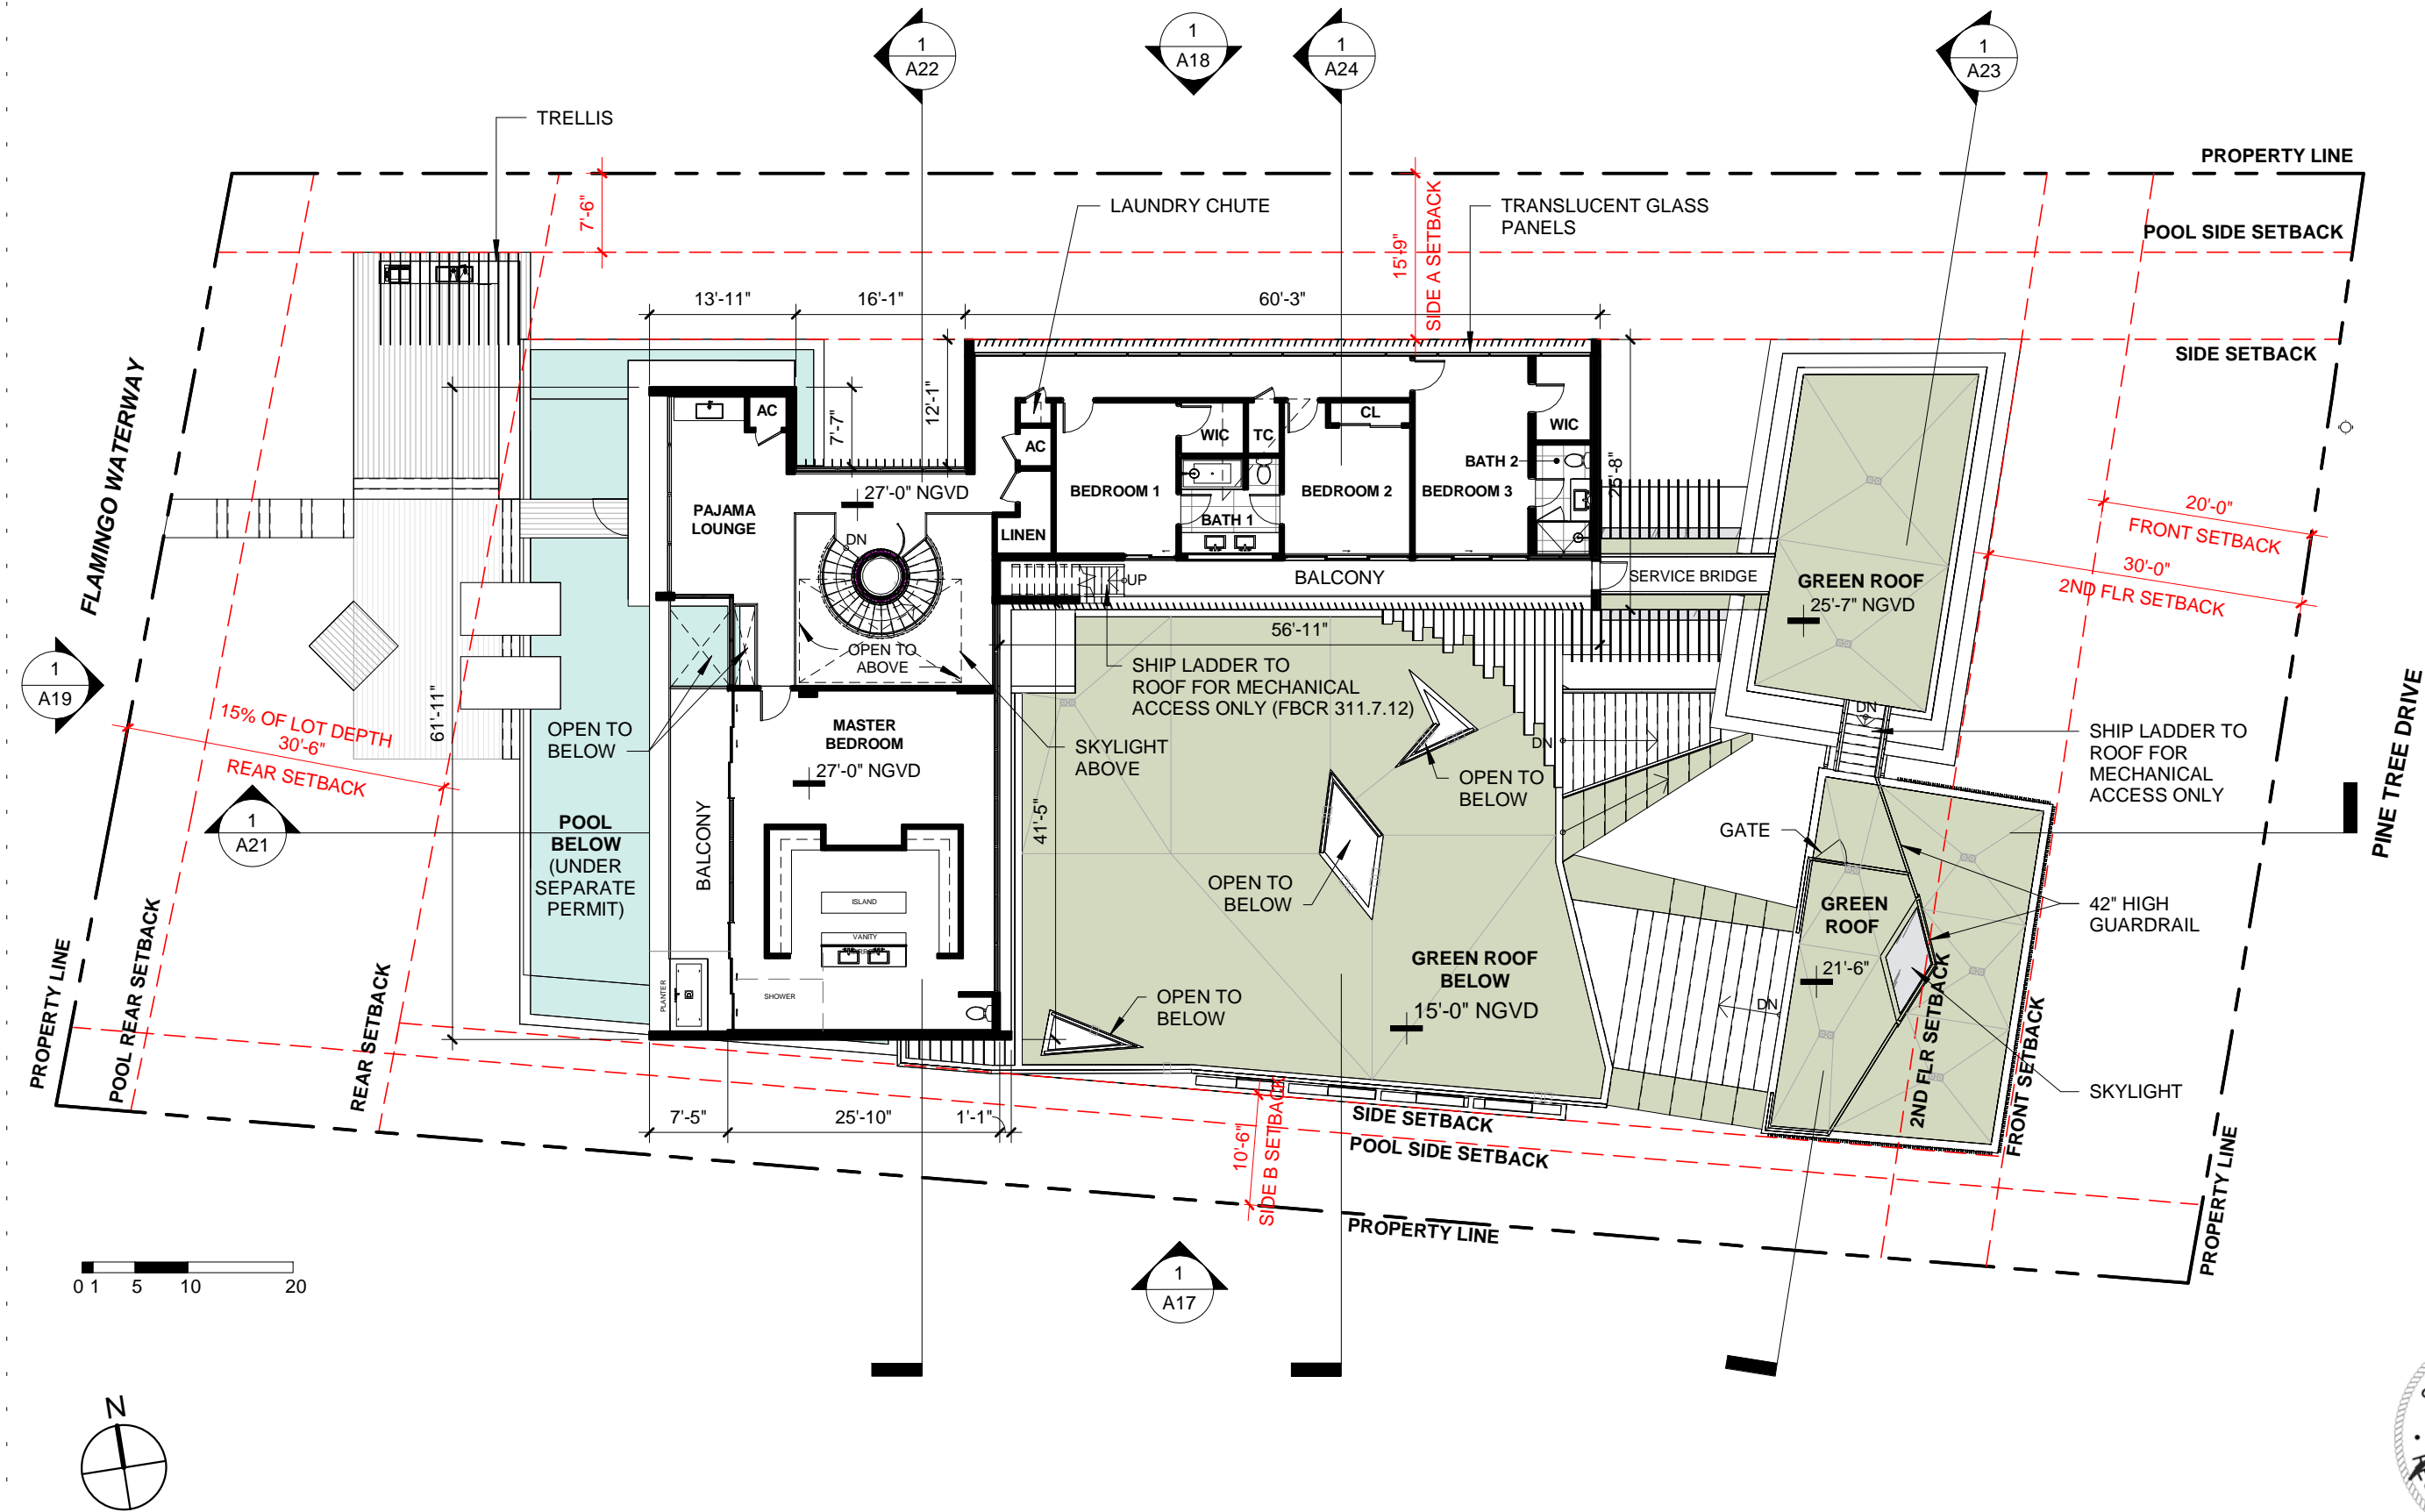 1
A22
1
A18
1
A24
1
A23
TRELLIS
PROPERTY LINE
LAUNDRY CHUTE
TRANSLUCENT GLASS
PANELS
7'-6"
15'-9"
SIDE A SETBACK
POOL SIDE SETBACK
13'-11"
16'-1"
60'-3"
SIDE SETBACK
FLAMINGO WATERWAY
AC
7'-7"
12'-1"
AC
WIC
TC
CL
WIC
BATH 2
25'-8"
27'-0" NGVD
BEDROOM 1
BEDROOM 2
BEDROOM 3
PAJAMA
LOUNGE
BATH 1
LINEN
DN
20'-0"
FRONT SETBACK
30'-0"
2ND FLR SETBACK
UP
BALCONY
SERVICE BRIDGE
GREEN ROOF
25'-7" NGVD
OPEN TO
ABOVE
56'-11"
1
A19
61'-11"
SHIP LADDER TO
ROOF FOR MECHANICAL
ACCESS ONLY (FBCR 311.7.12)
15% OF LOT DEPTH
30'-6"
REAR SETBACK
OPEN TO
BELOW
MASTER
BEDROOM
27'-0" NGVD
SKYLIGHT
ABOVE
DN
OPEN TO
BELOW
DN
SHIP LADDER TO
ROOF FOR
MECHANICAL
ACCESS ONLY
PINE TREE DRIVE
1
A21
POOL
BELOW
(UNDER
SEPARATE
PERMIT)
BALCONY
41'-5"
GATE
OPEN TO
BELOW
ISLAND
VANITY
GREEN
ROOF
42" HIGH
GUARDRAIL
GREEN ROOF
BELOW
15'-0" NGVD
21'-6"
PROPERTY LINE
POOL REAR SETBACK
REAR SETBACK
PLANTER
SHOWER
OPEN TO
BELOW
DN
2ND FLR SETBACK
FRONT SETBACK
SKYLIGHT
7'-5"
25'-10"
1'-1"
10'-6"
SIDE B SETBACK
SIDE SETBACK
POOL SIDE SETBACK
PROPERTY LINE
PROPERTY LINE
0 1 5 10 20
1
A17
N